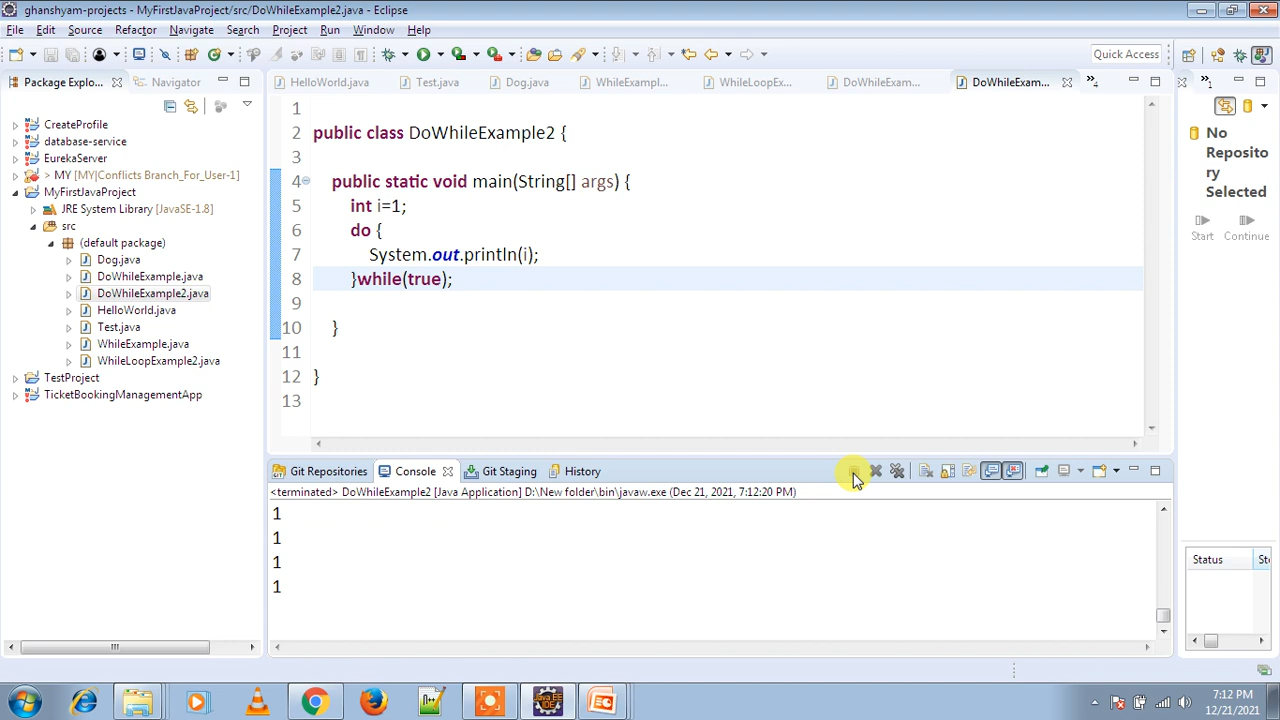 ghanshyam-projects - MyFirstJavaProject/src/DoWhileExample2.java - Eclipse
File Edit Source Refactor Navigate Search Project Run Window Help
Quick Access
Package Explo... Navigator
HelloWorld.java Test.java Dog.java WhileExampl... WhileLoopEx... DoWhileExam... DoWhileExam... 4
1
CreateProfile
database-service
EurekaServer
> MY [MY|Conflicts Branch_For_User-1]
MyFirstJavaProject
JRE System Library [JavaSE-1.8]
src
(default package)
Dog.java
DoWhileExample.java
DoWhileExample2.java
HelloWorld.java
Test.java
WhileExample.java
WhileLoopExample2.java
TestProject
TicketBookingManagementApp
1
2 public class DoWhileExample2 {
3
4 public static void main(String[] args) {
5 int i=1;
6 do {
7 System.out.println(i);
8 }while(true);
9
10 }
11
12 }
13
No
Reposito
ry
Selected
Start Continue
Git Repositories Console Git Staging History
<terminated> DoWhileExample2 [Java Application] D:\New folder\bin\javaw.exe (Dec 21, 2021, 7:12:20 PM)
1
1
1
1
Status Ste
7:12 PM
12/21/2021